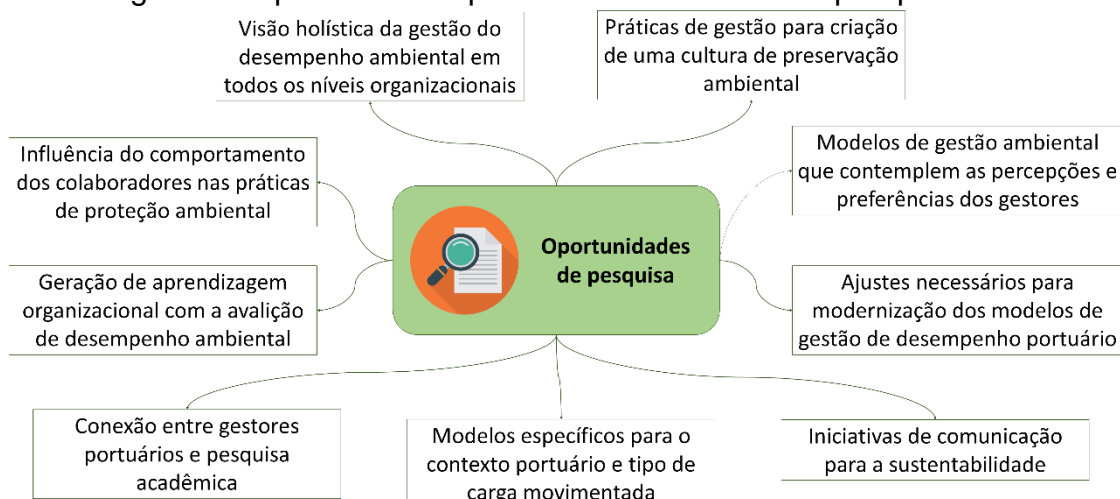 Visão holística da gestão do
desempenho ambiental em
todos os níveis organizacionais
Práticas de gestão para criação
de uma cultura de preservação
ambiental
Influência do comportamento
dos colaboradores nas práticas
de proteção ambiental
Modelos de gestão ambiental
que contemplem as percepções e
preferências dos gestores
Oportunidades
de pesquisa
Geração de aprendizagem
organizacional com a avalição
de desempenho ambiental
Ajustes necessários para
modernização dos modelos de
gestão de desempenho portuário
Conexão entre gestores
portuários e pesquisa
acadêmica
Modelos específicos para o
contexto portuário e tipo de
carga movimentada
Iniciativas de comunicação
para a sustentabilidade